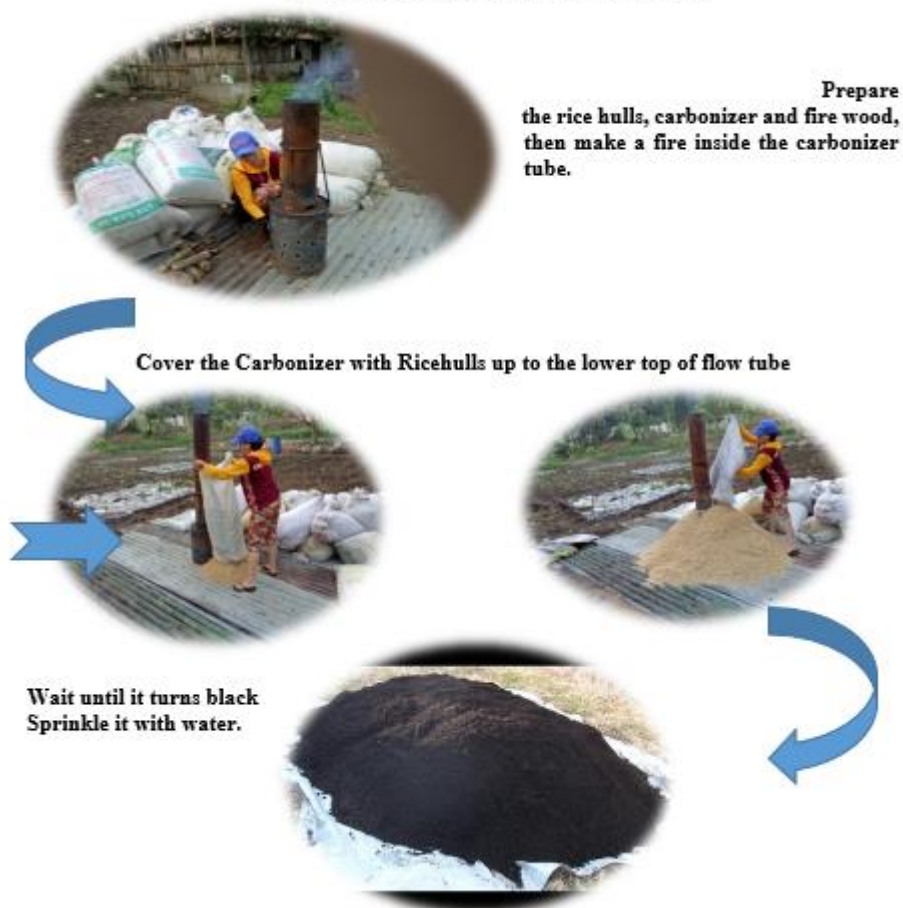 Prepare
the rice hulls, carbonizer and fire wood,
then make a fire inside the carbonizer
tube.
Cover the Carbonizer with Ricehulls up to the lower top of flow tube
Wait until it turns black
Sprinkle it with water.